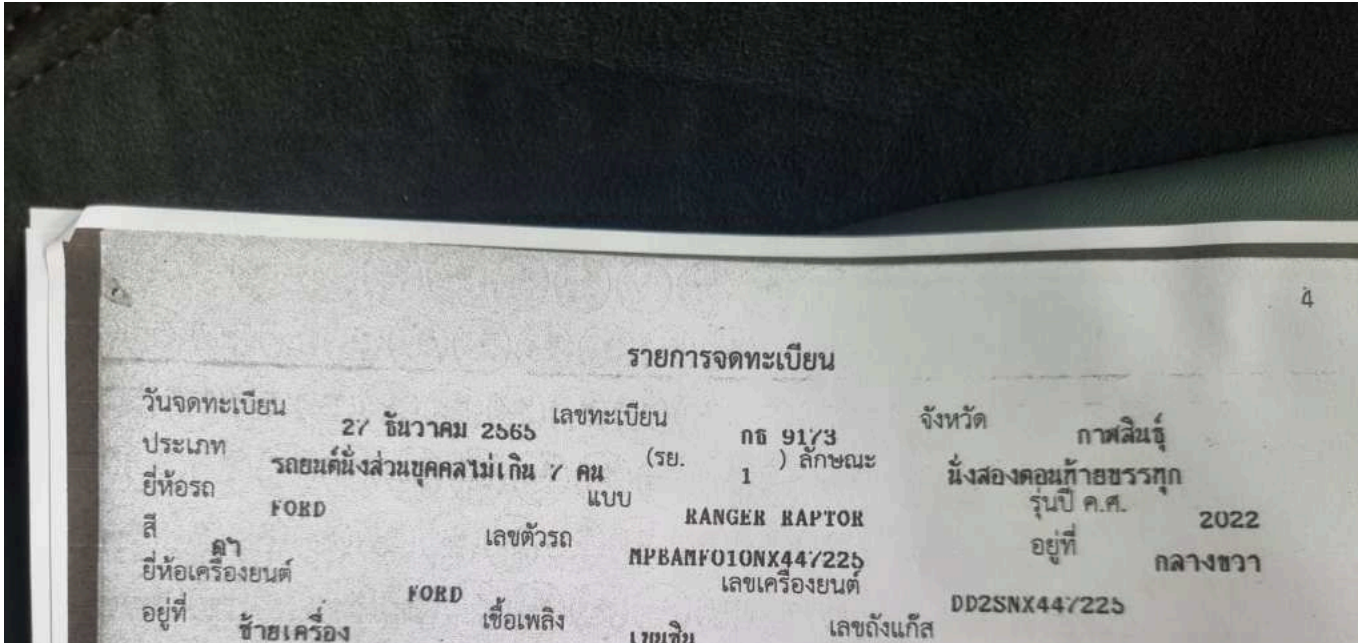 4
รายการจดทะเบียน
วันจดทะเบียน 27 ธันวาคม 2565 เลขทะเบียน กธ 9173 จังหวัด กาฬสินธุ์
ประเภท รถยนต์นั่งส่วนบุคคลไม่เกิน 7 คน (รย. 1 ) ลักษณะ นั่งสองตอนท้ายบรรทุก
ยี่ห้อรถ FORD แบบ RANGER RAPTOR รุ่นปี ค.ศ. 2022
สี ดำ เลขตัวรถ MPBAMF010NX447225 อยู่ที่ กลางขวา
ยี่ห้อเครื่องยนต์ FORD เลขเครื่องยนต์ DD2SNX447225
อยู่ที่ ซ้ายเครื่อง เชื้อเพลิง เบนซิน เลขถังแก๊ส